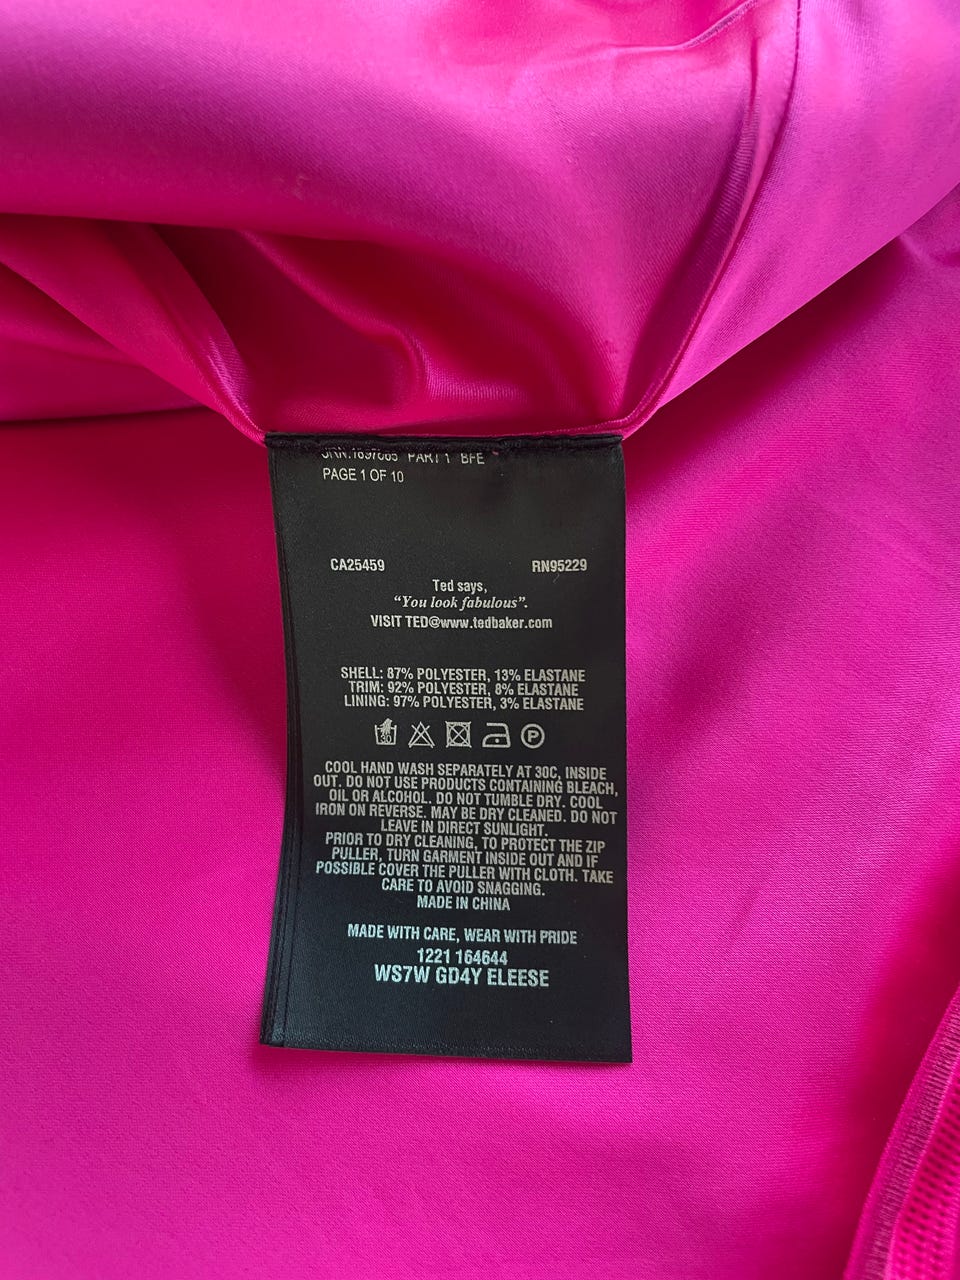 PART 1 BFE
PAGE 1 OF 10
CA25459 RN95229
Ted says,
“You look fabulous”.
VISIT TED@www.tedbaker.com
SHELL: 87% POLYESTER, 13% ELASTANE
TRIM: 92% POLYESTER, 8% ELASTANE
LINING: 97% POLYESTER, 3% ELASTANE
30 P
COOL HAND WASH SEPARATELY AT 30C, INSIDE
OUT. DO NOT USE PRODUCTS CONTAINING BLEACH,
OIL OR ALCOHOL. DO NOT TUMBLE DRY. COOL
IRON ON REVERSE. MAY BE DRY CLEANED. DO NOT
LEAVE IN DIRECT SUNLIGHT.
PRIOR TO DRY CLEANING, TO PROTECT THE ZIP
PULLER, TURN GARMENT INSIDE OUT AND IF
POSSIBLE COVER THE PULLER WITH CLOTH. TAKE
CARE TO AVOID SNAGGING.
MADE IN CHINA
MADE WITH CARE, WEAR WITH PRIDE
1221 164644
WS7W GD4Y ELEESE